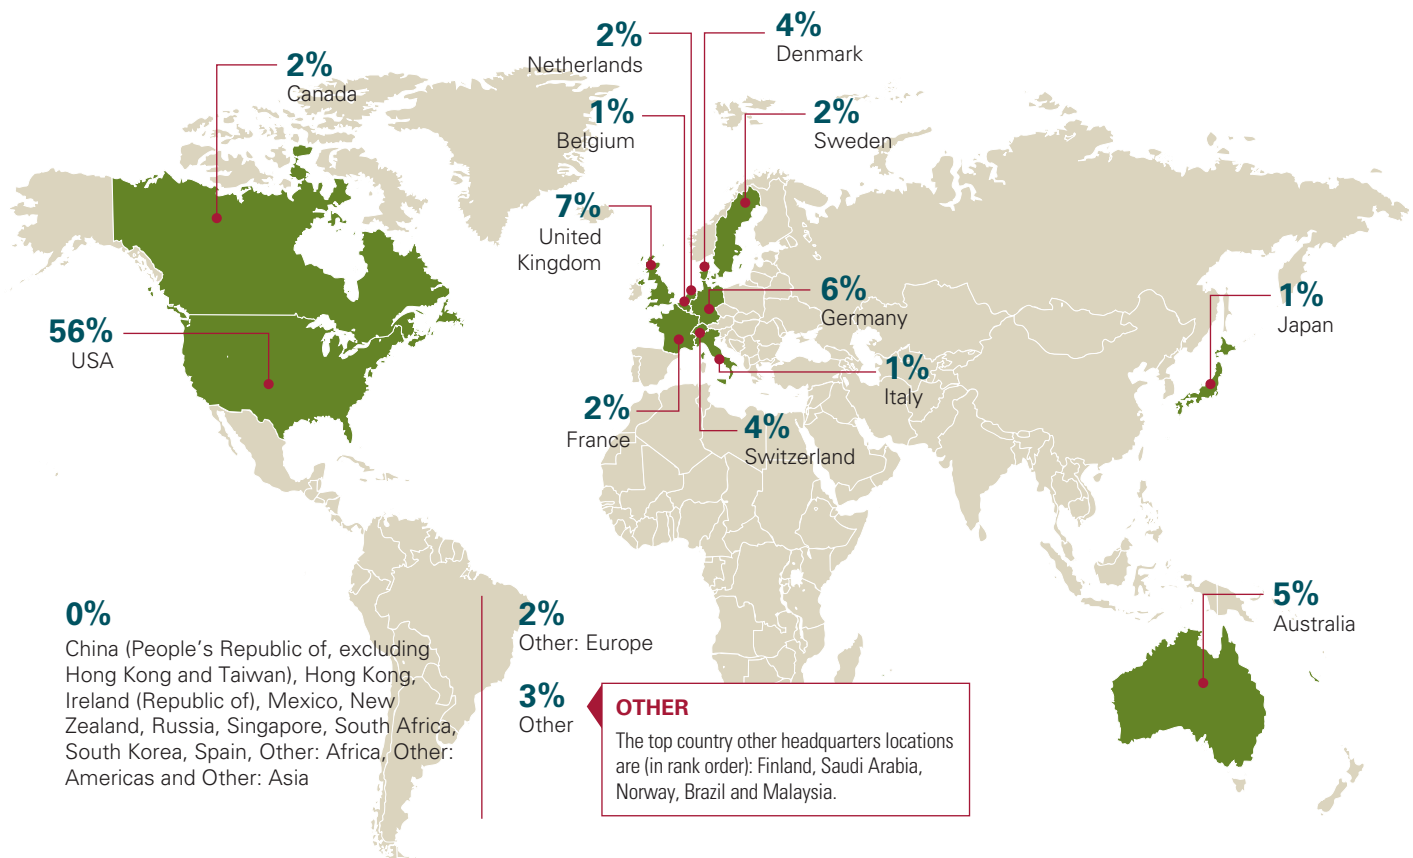 2%
Canada
2%
Netherlands
4%
Denmark
1%
Belgium
2%
Sweden
7%
United
Kingdom
6%
Germany
1%
Japan
56%
USA
1%
Italy
2%
France
4%
Switzerland
5%
Australia
0%
China (People’s Republic of, excluding
Hong Kong and Taiwan), Hong Kong,
Ireland (Republic of), Mexico, New
Zealand, Russia, Singapore, South Africa,
South Korea, Spain, Other: Africa, Other:
Americas and Other: Asia
2%
Other: Europe
3%
Other
OTHER
The top country other headquarters locations
are (in rank order): Finland, Saudi Arabia,
Norway, Brazil and Malaysia.